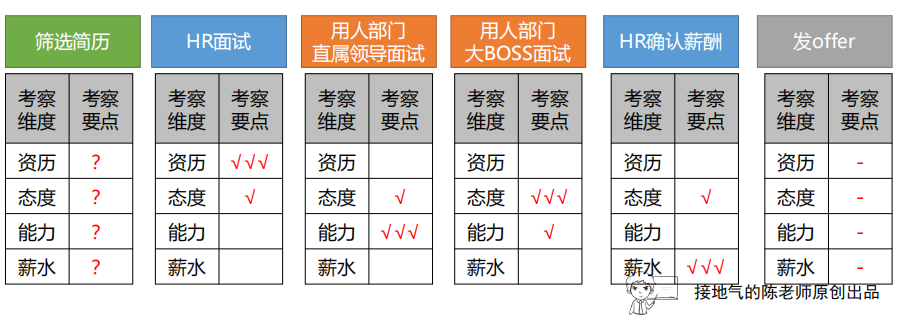 筛选简历
HR面试
用人部门
直属领导面试
用人部门
大BOSS面试
HR确认薪酬
发offer
考察维度 考察要点
资历 ?
态度 ?
能力 ?
薪水 ?
考察维度 考察要点
资历 √√√
态度 √
能力
薪水
考察维度 考察要点
资历
态度 √
能力 √√√
薪水
考察维度 考察要点
资历
态度 √√√
能力 √
薪水
考察维度 考察要点
资历
态度 √
能力
薪水 √√√
考察维度 考察要点
资历 -
态度 -
能力 -
薪水 -
接地气的陈老师原创出品